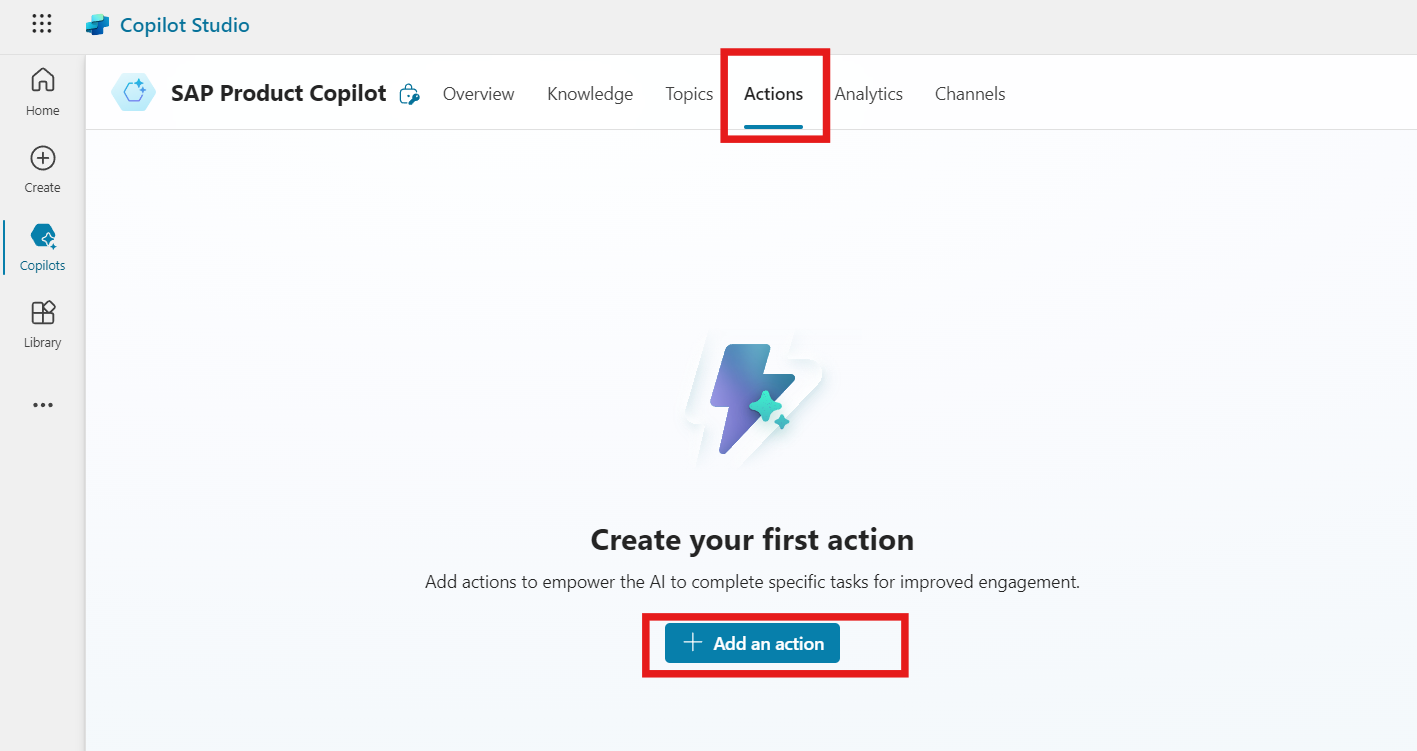 Copilot Studio
Home
Create
Copilots
Library
SAP Product Copilot
Overview
Knowledge
Topics
Actions
Analytics
Channels
Create your first action
Add actions to empower the AI to complete specific tasks for improved engagement.
Add an action